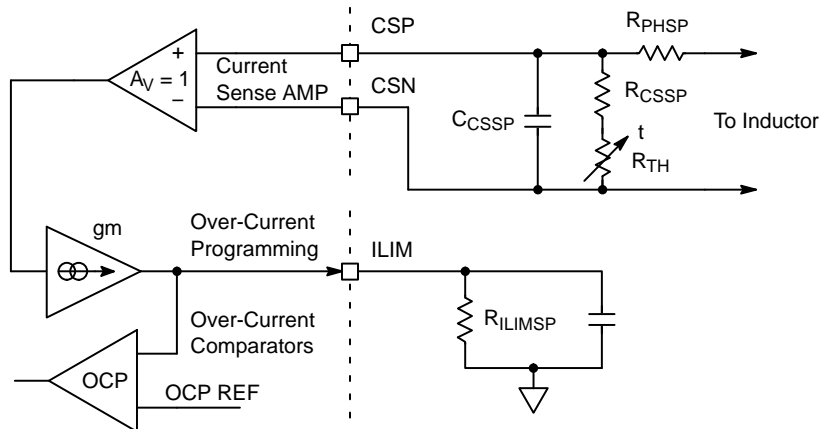 CSP
R_PHSP
+
A_V = 1
−
Current
Sense AMP
CSN
C_CSSP
R_CSSP
t
R_TH
To Inductor
gm
Over-Current
Programming
ILIM
Over-Current
Comparators
R_ILIMSP
OCP
OCP REF